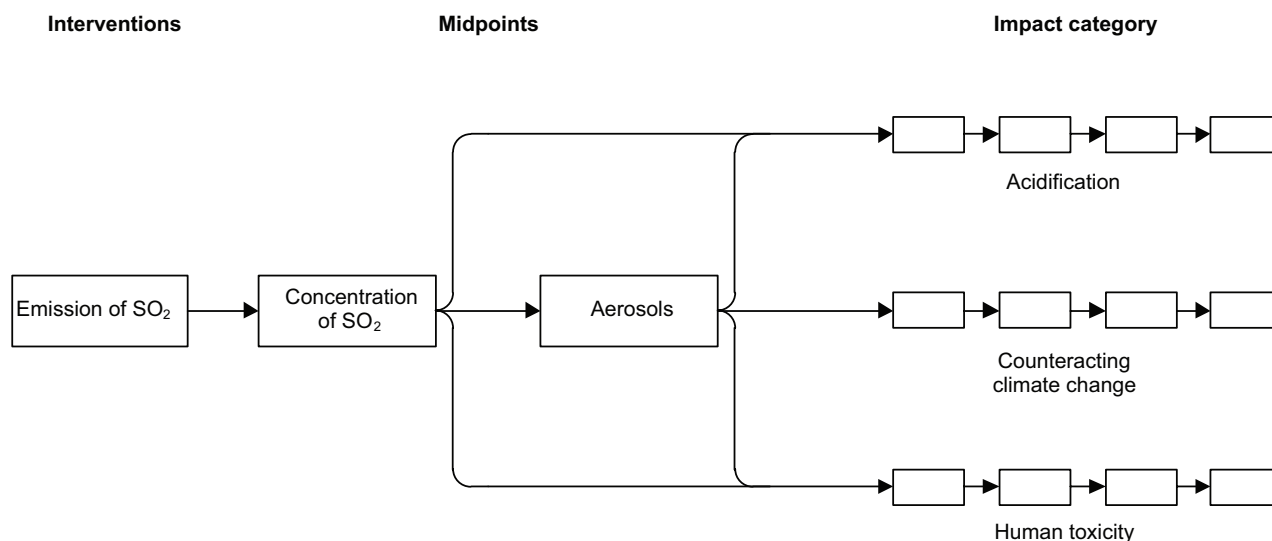 Interventions
Midpoints
Impact category
Acidification
Emission of SO₂
Concentration
of SO₂
Aerosols
Counteracting
climate change
Human toxicity